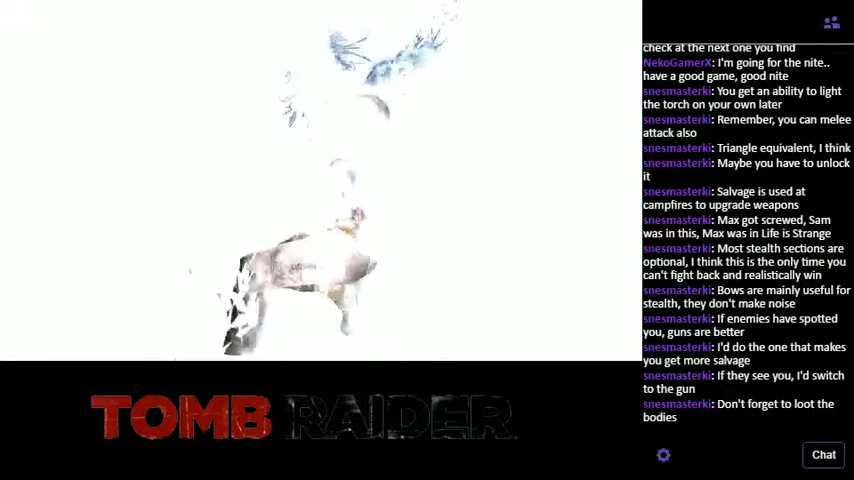 check at the next one you find
NekoGamerX: I'm going for the nite..
have a good game, good nite
snesmasterki: You get an ability to light
the torch on your own later
snesmasterki: Remember, you can melee
attack also
snesmasterki: Triangle equivalent, I think
snesmasterki: Maybe you have to unlock
it
snesmasterki: Salvage is used at
campfires to upgrade weapons
snesmasterki: Max got screwed, Sam
was in this, Max was in Life is Strange
snesmasterki: Most stealth sections are
optional, I think this is the only time you
can't fight back and realistically win
snesmasterki: Bows are mainly useful for
stealth, they don't make noise
snesmasterki: If enemies have spotted
you, guns are better
snesmasterki: I'd do the one that makes
you get more salvage
snesmasterki: If they see you, I'd switch
to the gun
snesmasterki: Don't forget to loot the
bodies
Chat
TOMB RAIDER